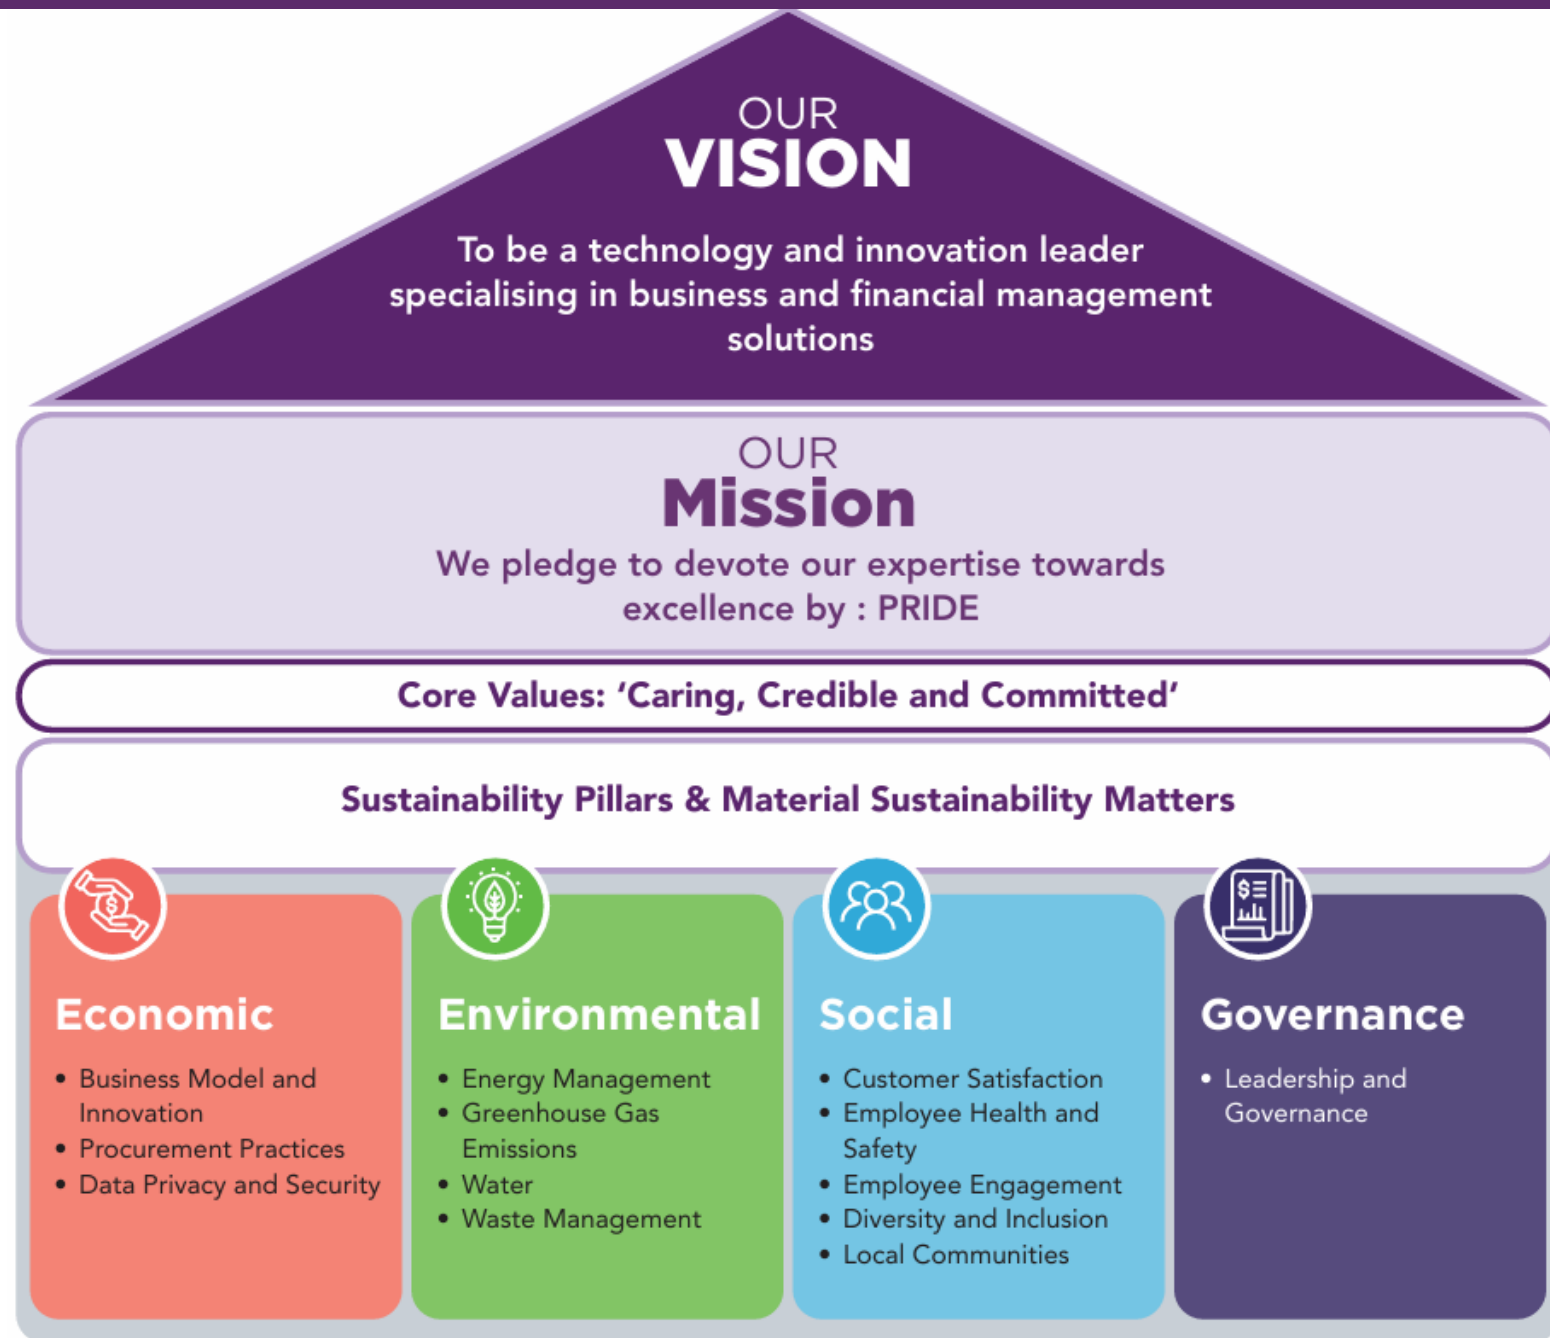 OUR
VISION
To be a technology and innovation leader
specialising in business and financial management
solutions
OUR
Mission
We pledge to devote our expertise towards
excellence by : PRIDE
Core Values: ‘Caring, Credible and Committed’
Sustainability Pillars & Material Sustainability Matters
Economic
• Business Model and
Innovation
• Procurement Practices
• Data Privacy and Security
Environmental
• Energy Management
• Greenhouse Gas
Emissions
• Water
• Waste Management
Social
• Customer Satisfaction
• Employee Health and
Safety
• Employee Engagement
• Diversity and Inclusion
• Local Communities
Governance
• Leadership and
Governance